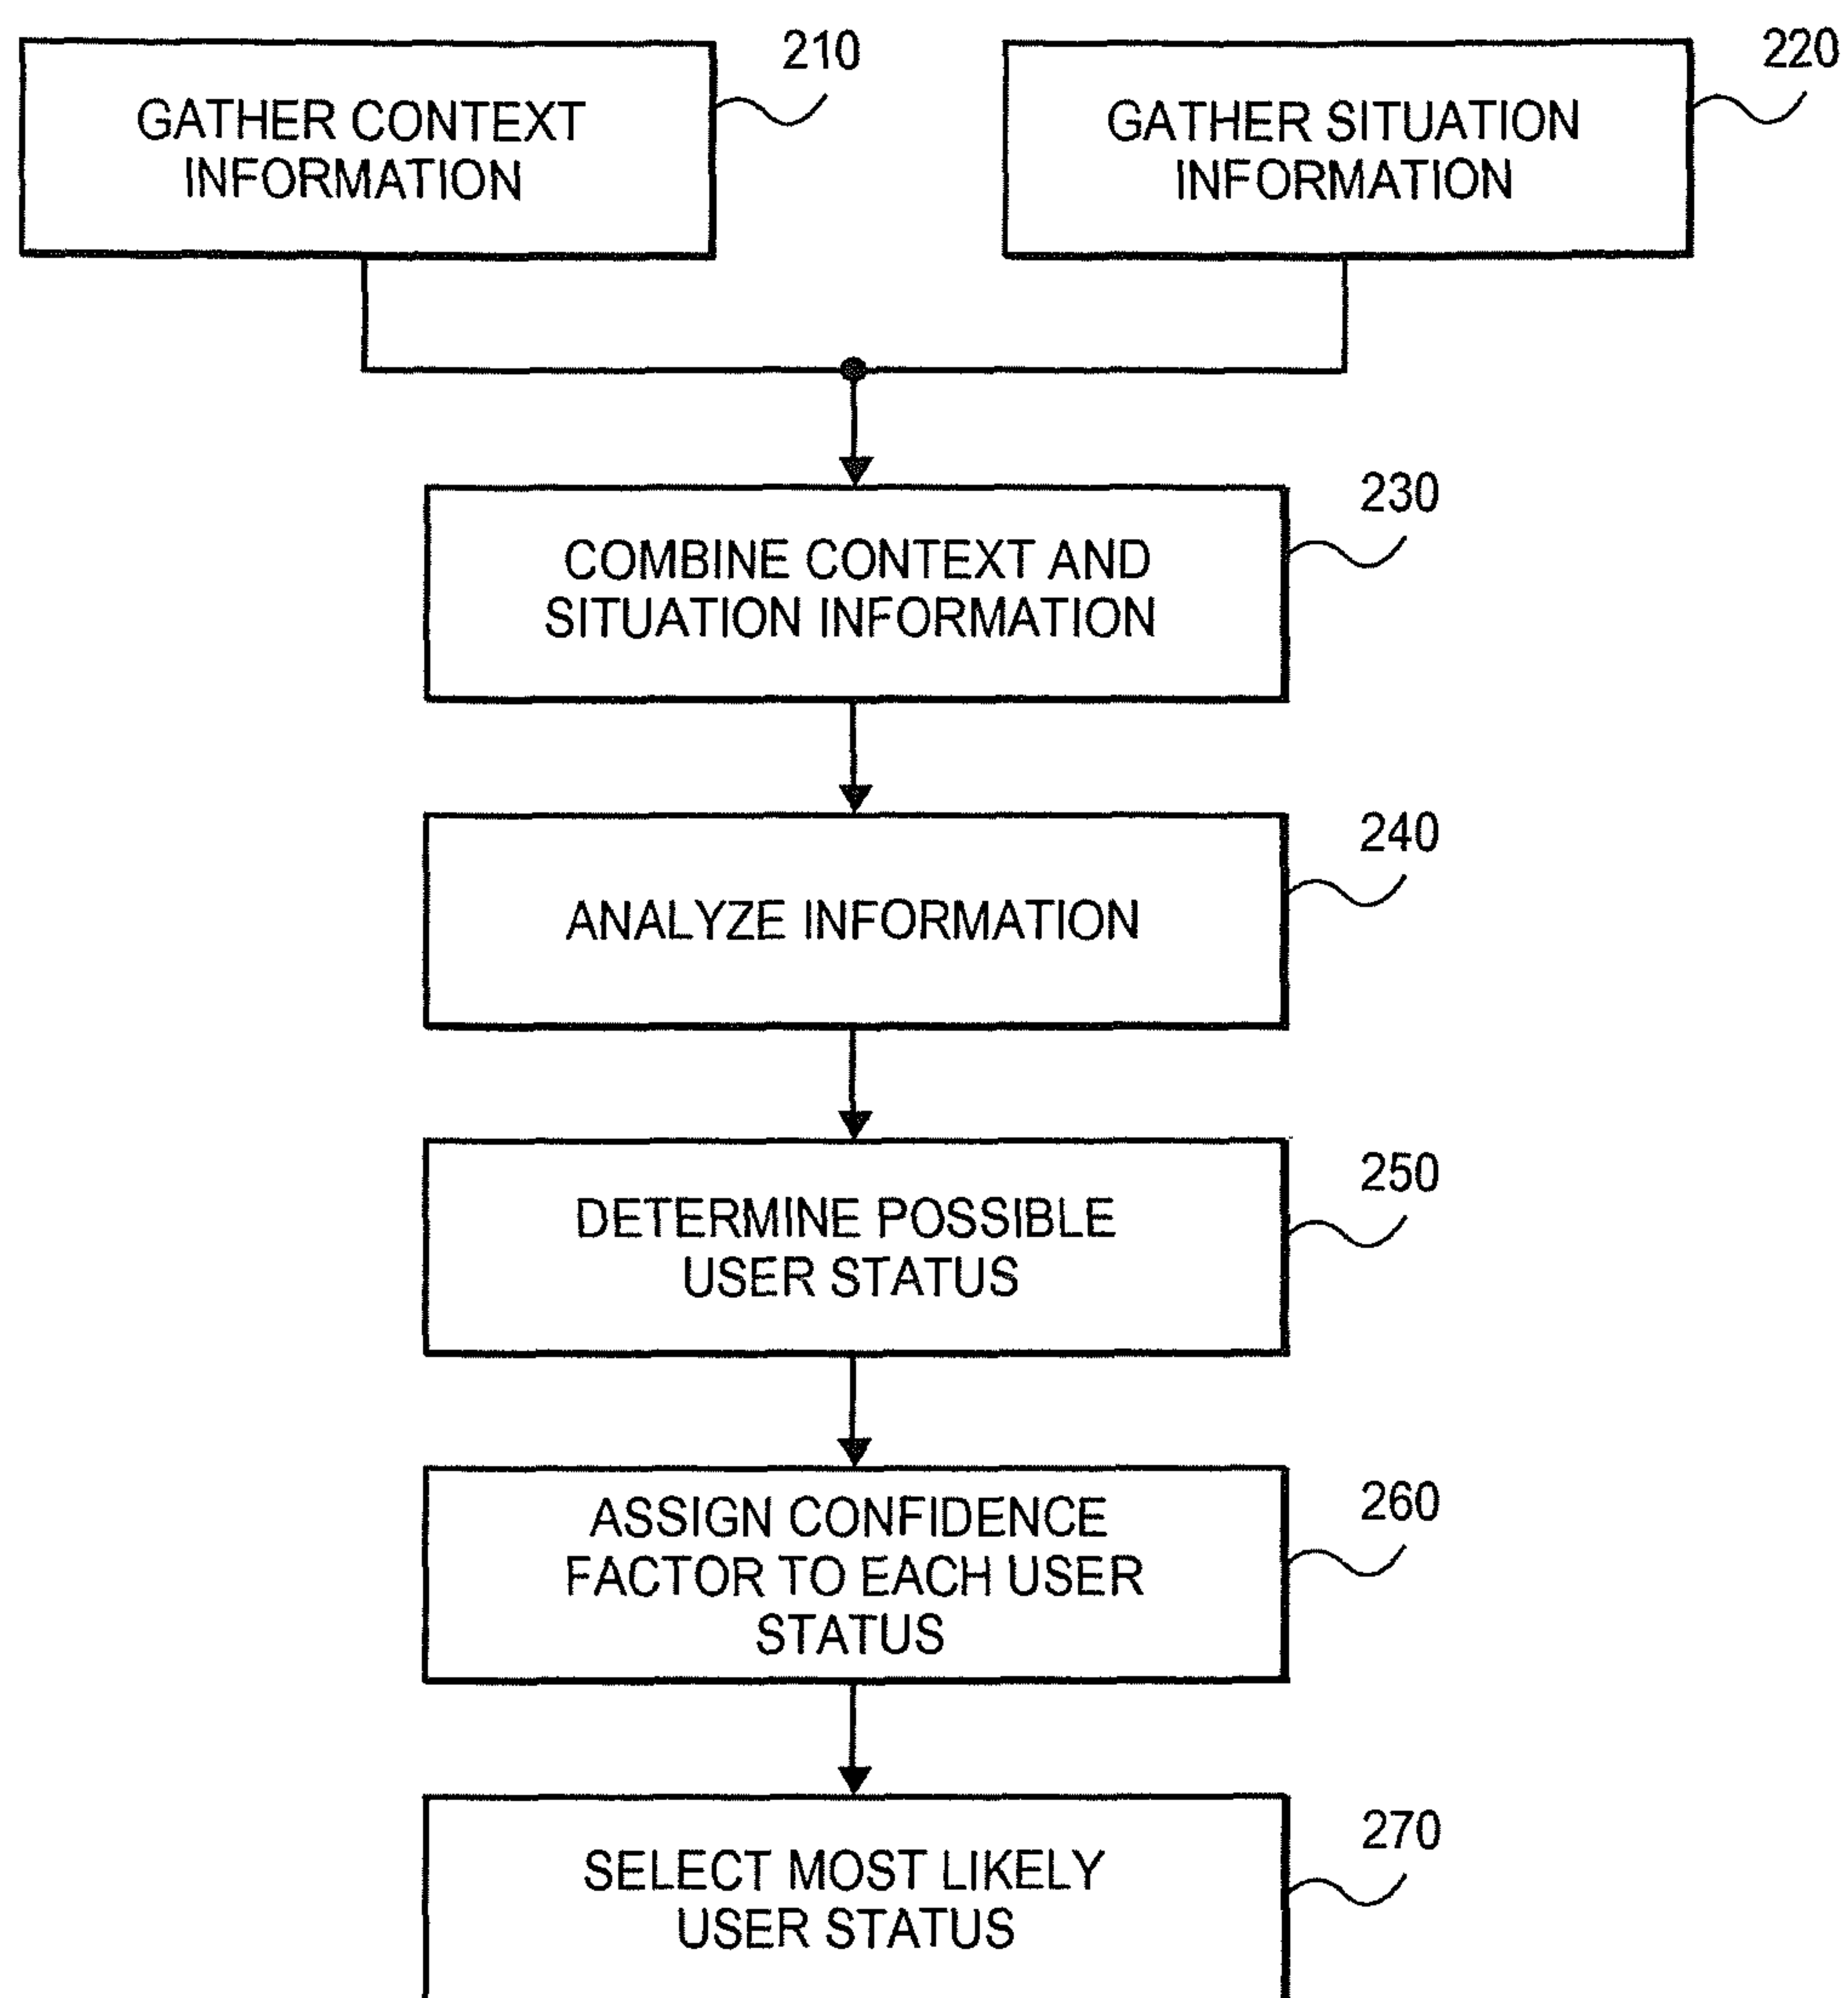 210
GATHER CONTEXT
INFORMATION
220
GATHER SITUATION
INFORMATION
230
COMBINE CONTEXT AND
SITUATION INFORMATION
240
ANALYZE INFORMATION
250
DETERMINE POSSIBLE
USER STATUS
260
ASSIGN CONFIDENCE
FACTOR TO EACH USER
STATUS
270
SELECT MOST LIKELY
USER STATUS